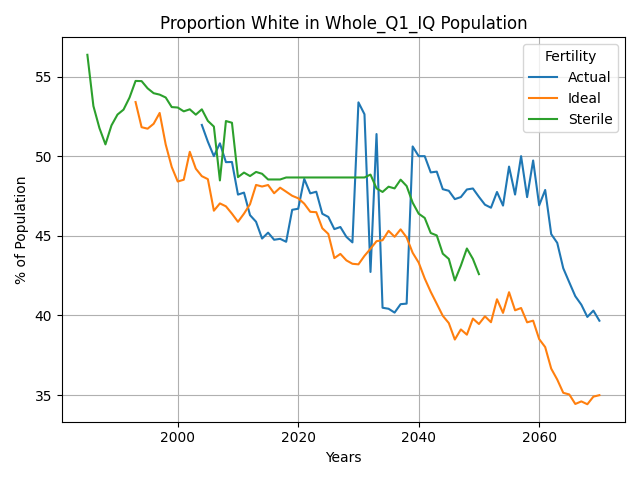 Proportion White in Whole_Q1_IQ Population
Fertility
Actual
Ideal
Sterile
% of Population
55
50
45
40
35
2000
2020
2040
2060
Years